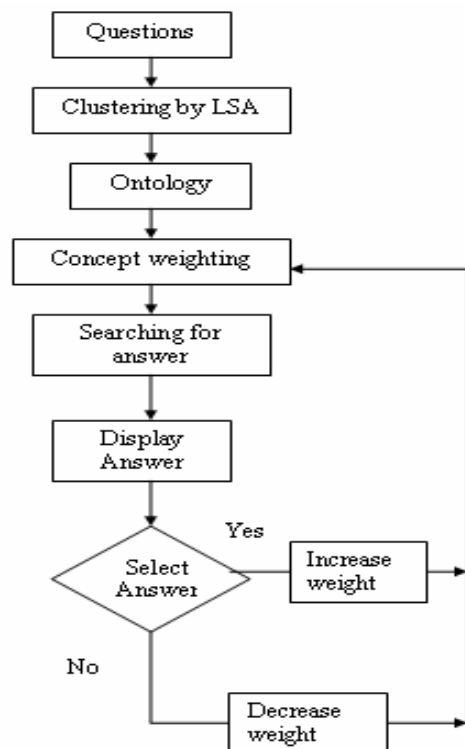 Questions
Clustering by LSA
Ontology
Concept weighting
Searching for
answer
Display
Answer
Yes
Select
Answer
Increase
weight
No
Decrease
weight